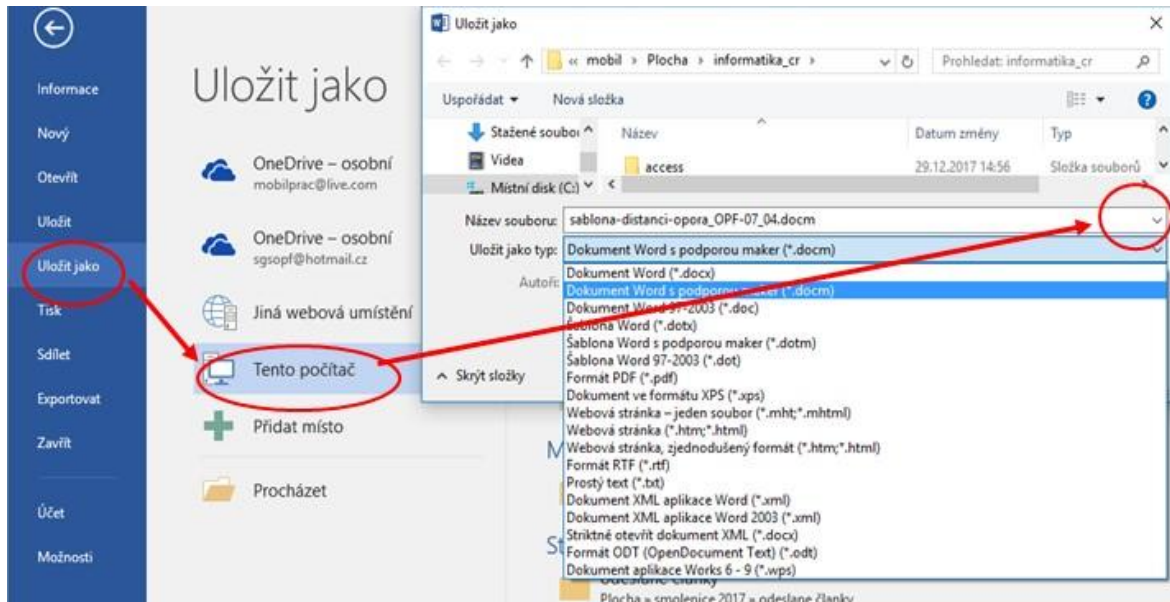 Informace
Nový
Otevřít
Uložit
Uložit jako
Tisk
Sdílet
Exportovat
Zavřít
Účet
Možnosti
Uložit jako
OneDrive – osobní
mobilprac@live.com
OneDrive – osobní
sgsopf@hotmail.cz
Jiná webová umístění
Tento počítač
Přidat místo
Procházet
Uložit jako
« mobil › Plocha › informatika_cr ›
Prohledat: informatika_cr
Uspořádat
Nová složka
Stažené soubor
Videa
Místní disk (C:)
Název
Datum změny
Typ
access
29.12.2017 14:56
Složka souborů
Název souboru: sablona-distanci-opora_OPF-07_04.docm
Uložit jako typ: Dokument Word s podporou maker (*.docm)
Autoři:
Skrýt složky
Dokument Word (*.docx)
Dokument Word s podporou maker (*.docm)
Dokument Word 97-2003 (*.doc)
Šablona Word (*.dotx)
Šablona Word s podporou maker (*.dotm)
Šablona Word 97-2003 (*.dot)
Formát PDF (*.pdf)
Dokument ve formátu XPS (*.xps)
Webová stránka – jeden soubor (*.mht;*.mhtml)
Webová stránka (*.htm;*.html)
Webová stránka, zjednodušený formát (*.htm;*.html)
Formát RTF (*.rtf)
Prostý text (*.txt)
Dokument XML aplikace Word (*.xml)
Dokument XML aplikace Word 2003 (*.xml)
Striktně otevřít dokument XML (*.docx)
Formát ODT (OpenDocument Text) (*.odt)
Dokument aplikace Works 6 - 9 (*.wps)
Plocha » smolenice 2017 » odeslane članky